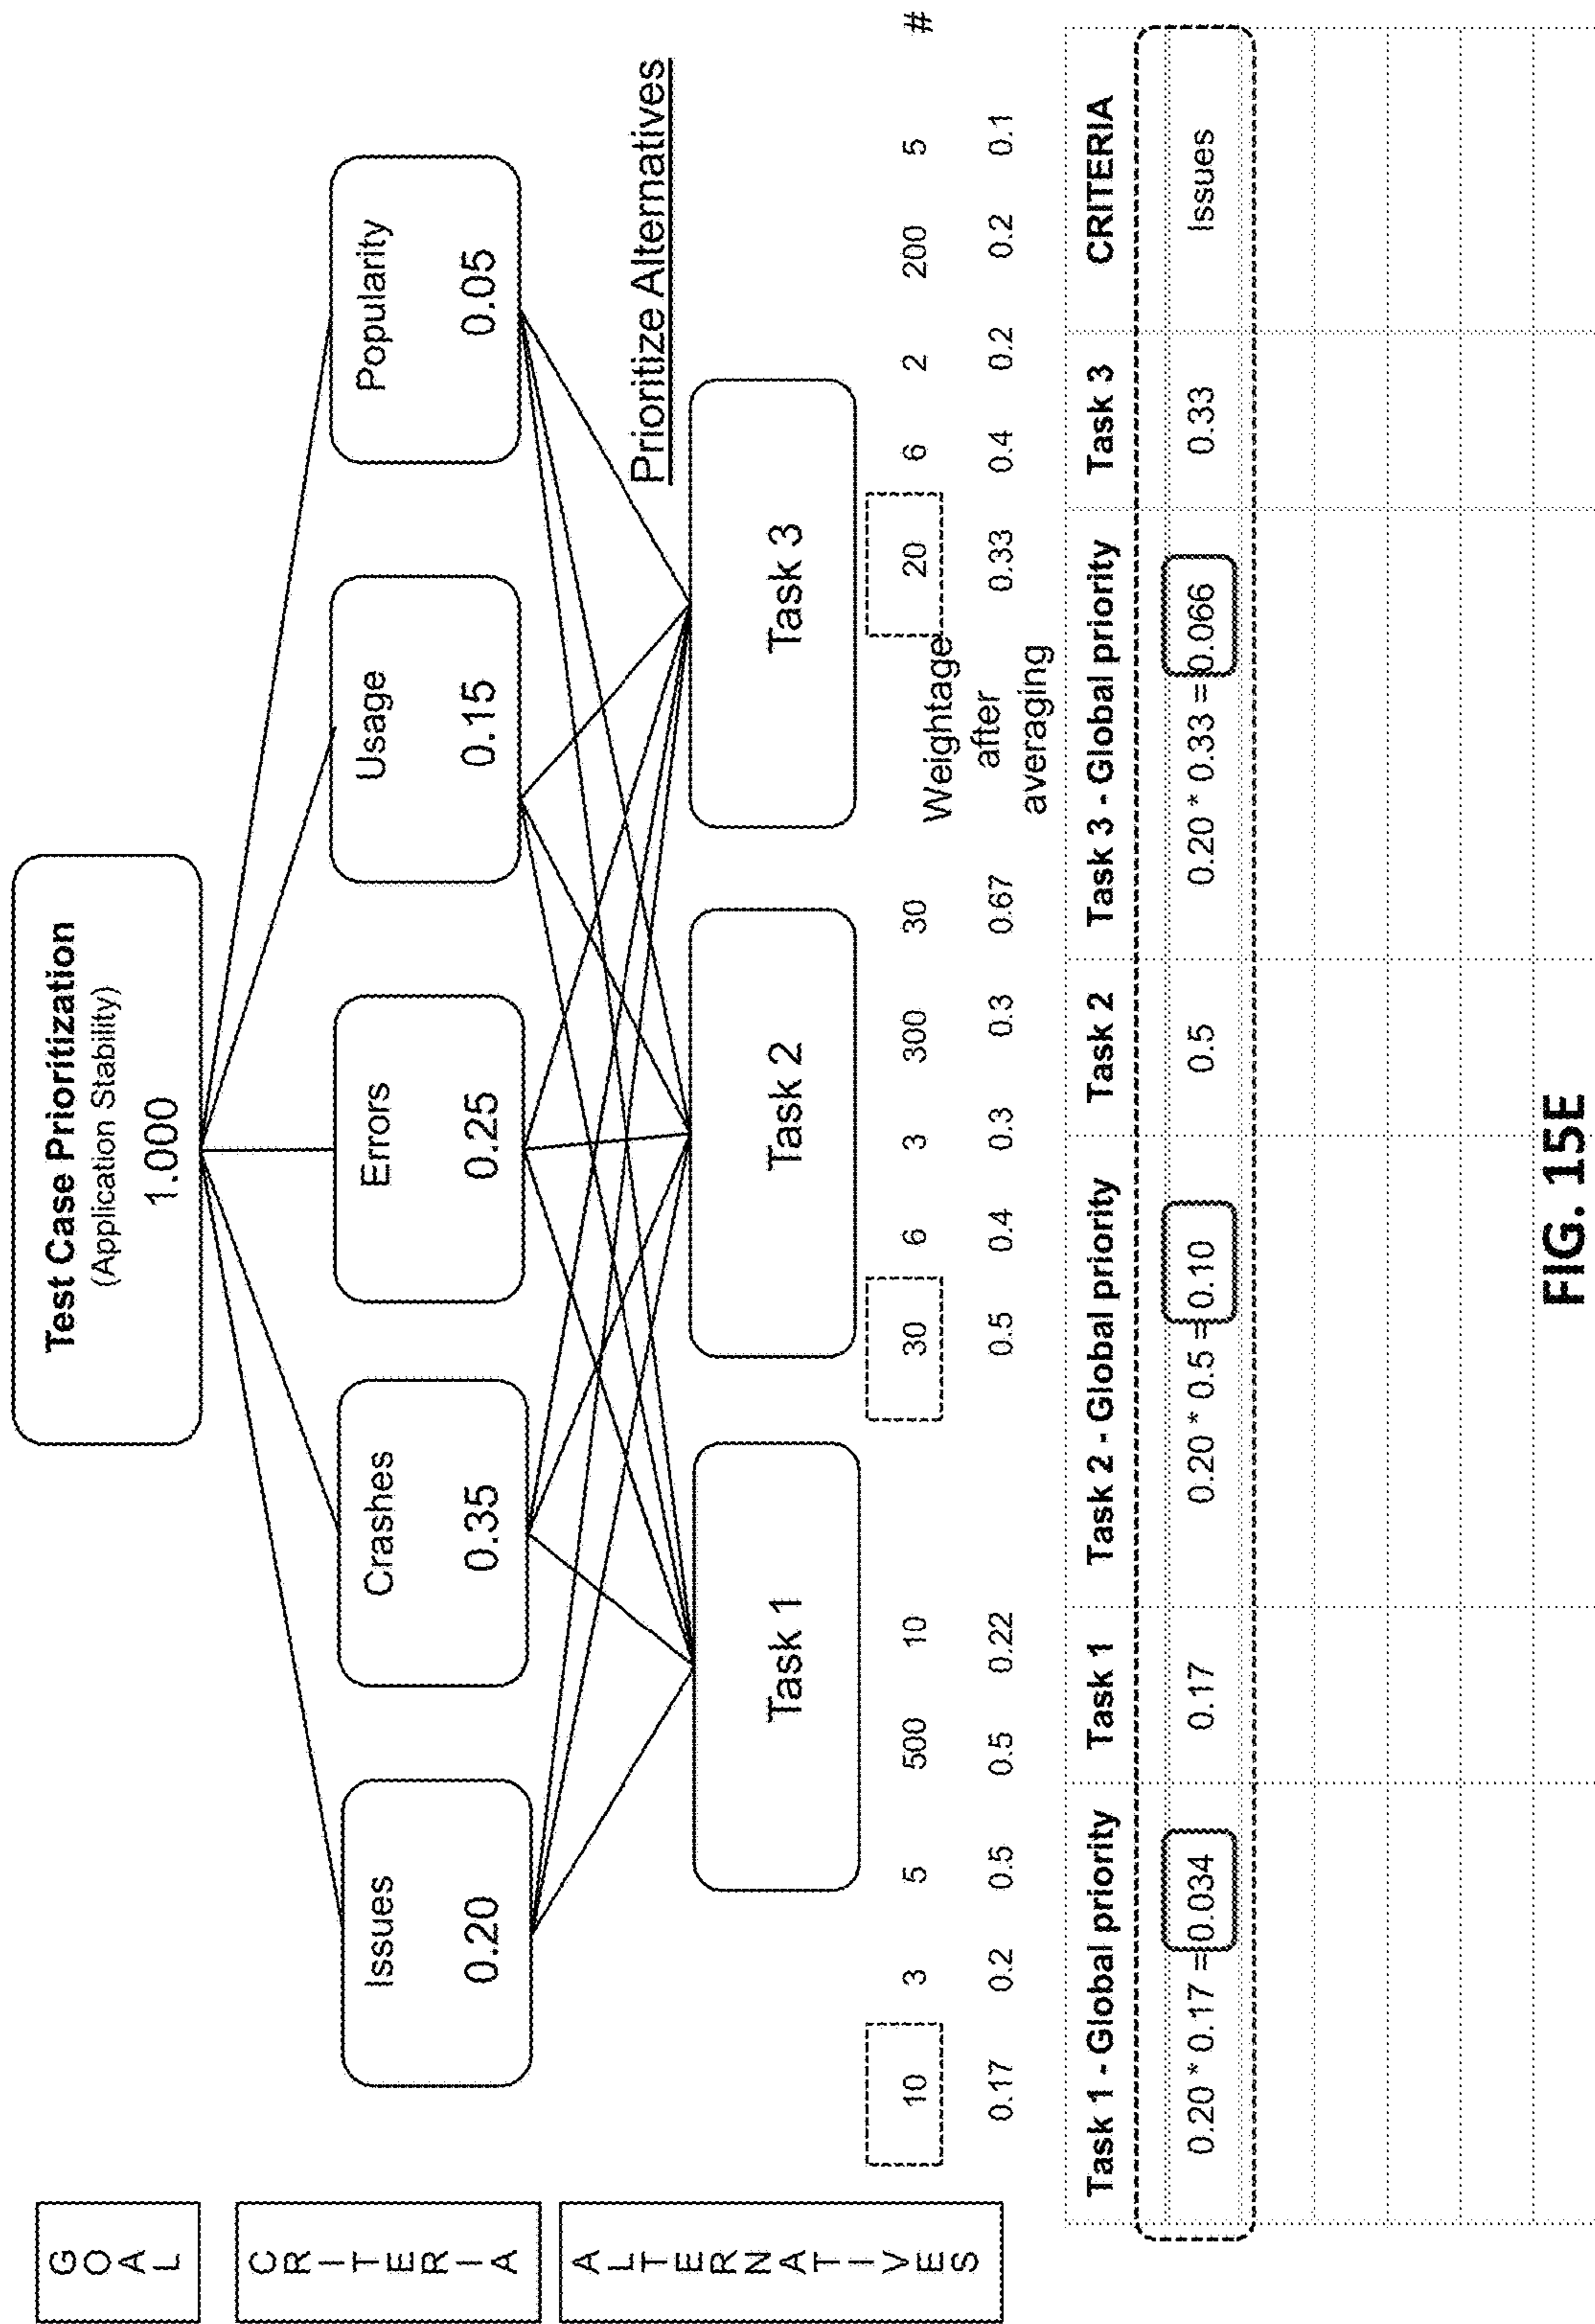 GOAL
Test Case Prioritization
(Application Stability)
1.000
CRITERIA
Issues
0.20
Crashes
0.35
Errors
0.25
Usage
0.15
Popularity
0.05
Prioritize Alternatives
ALTERNATIVES
Task 1
Task 2
Task 3
10 3 5 500 10 30 6 3 300 30 20 6 2 200 5 #
Weightage
after
averaging
0.17 0.2 0.5 0.5 0.22 0.5 0.4 0.3 0.3 0.67 0.33 0.4 0.2 0.2 0.1
Task 1 - Global priority Task 1 Task 2 - Global priority Task 2 Task 3 - Global priority Task 3 CRITERIA
0.20 * 0.17 = 0.034 0.17 0.20 * 0.5 = 0.10 0.5 0.20 * 0.33 = 0.066 0.33 Issues
FIG. 15E